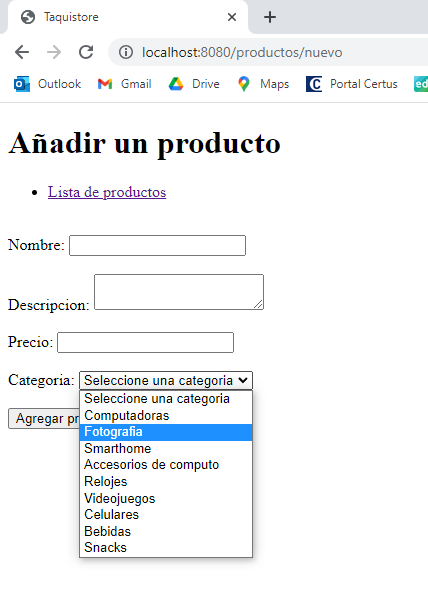 Taquistore
localhost:8080/productos/nuevo
Outlook Gmail Drive Maps Portal Certus ed
Añadir un producto
Lista de productos
Nombre:
Descripcion:
Precio:
Categoria: Seleccione una categoria
Seleccione una categoria
Computadoras
Agregar pr
Fotografia
Smarthome
Accesorios de computo
Relojes
Videojuegos
Celulares
Bebidas
Snacks